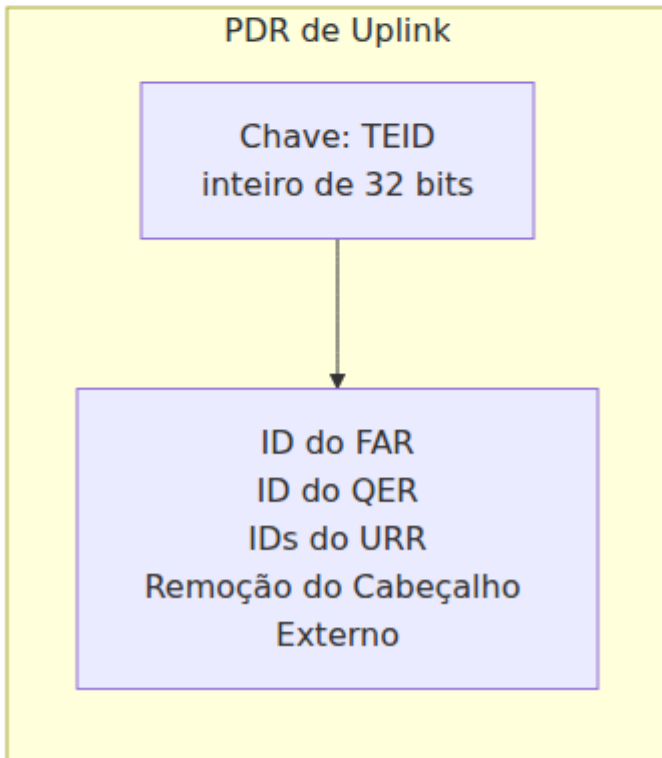 PDR de Uplink
Chave: TEID
inteiro de 32 bits
ID do FAR
ID do QER
IDs do URR
Remoção do Cabeçalho
Externo